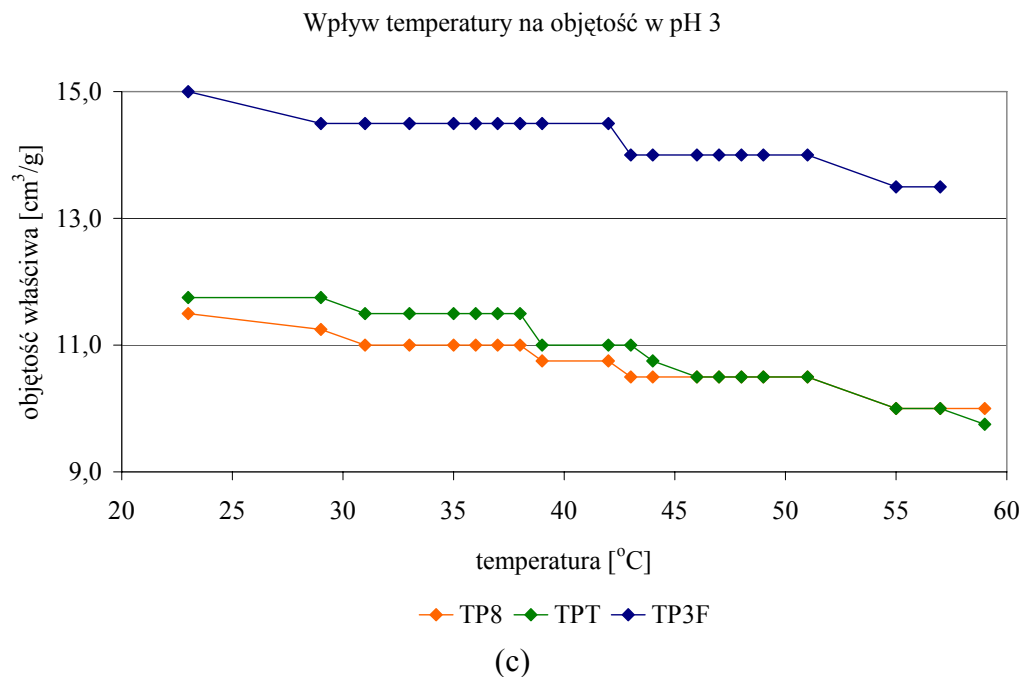 Wpływ temperatury na objętość w pH 3
15,0
13,0
11,0
9,0
objętość właściwa [cm³/g]
20 25 30 35 40 45 50 55 60
temperatura [°C]
TP8 TPT TP3F
(c)